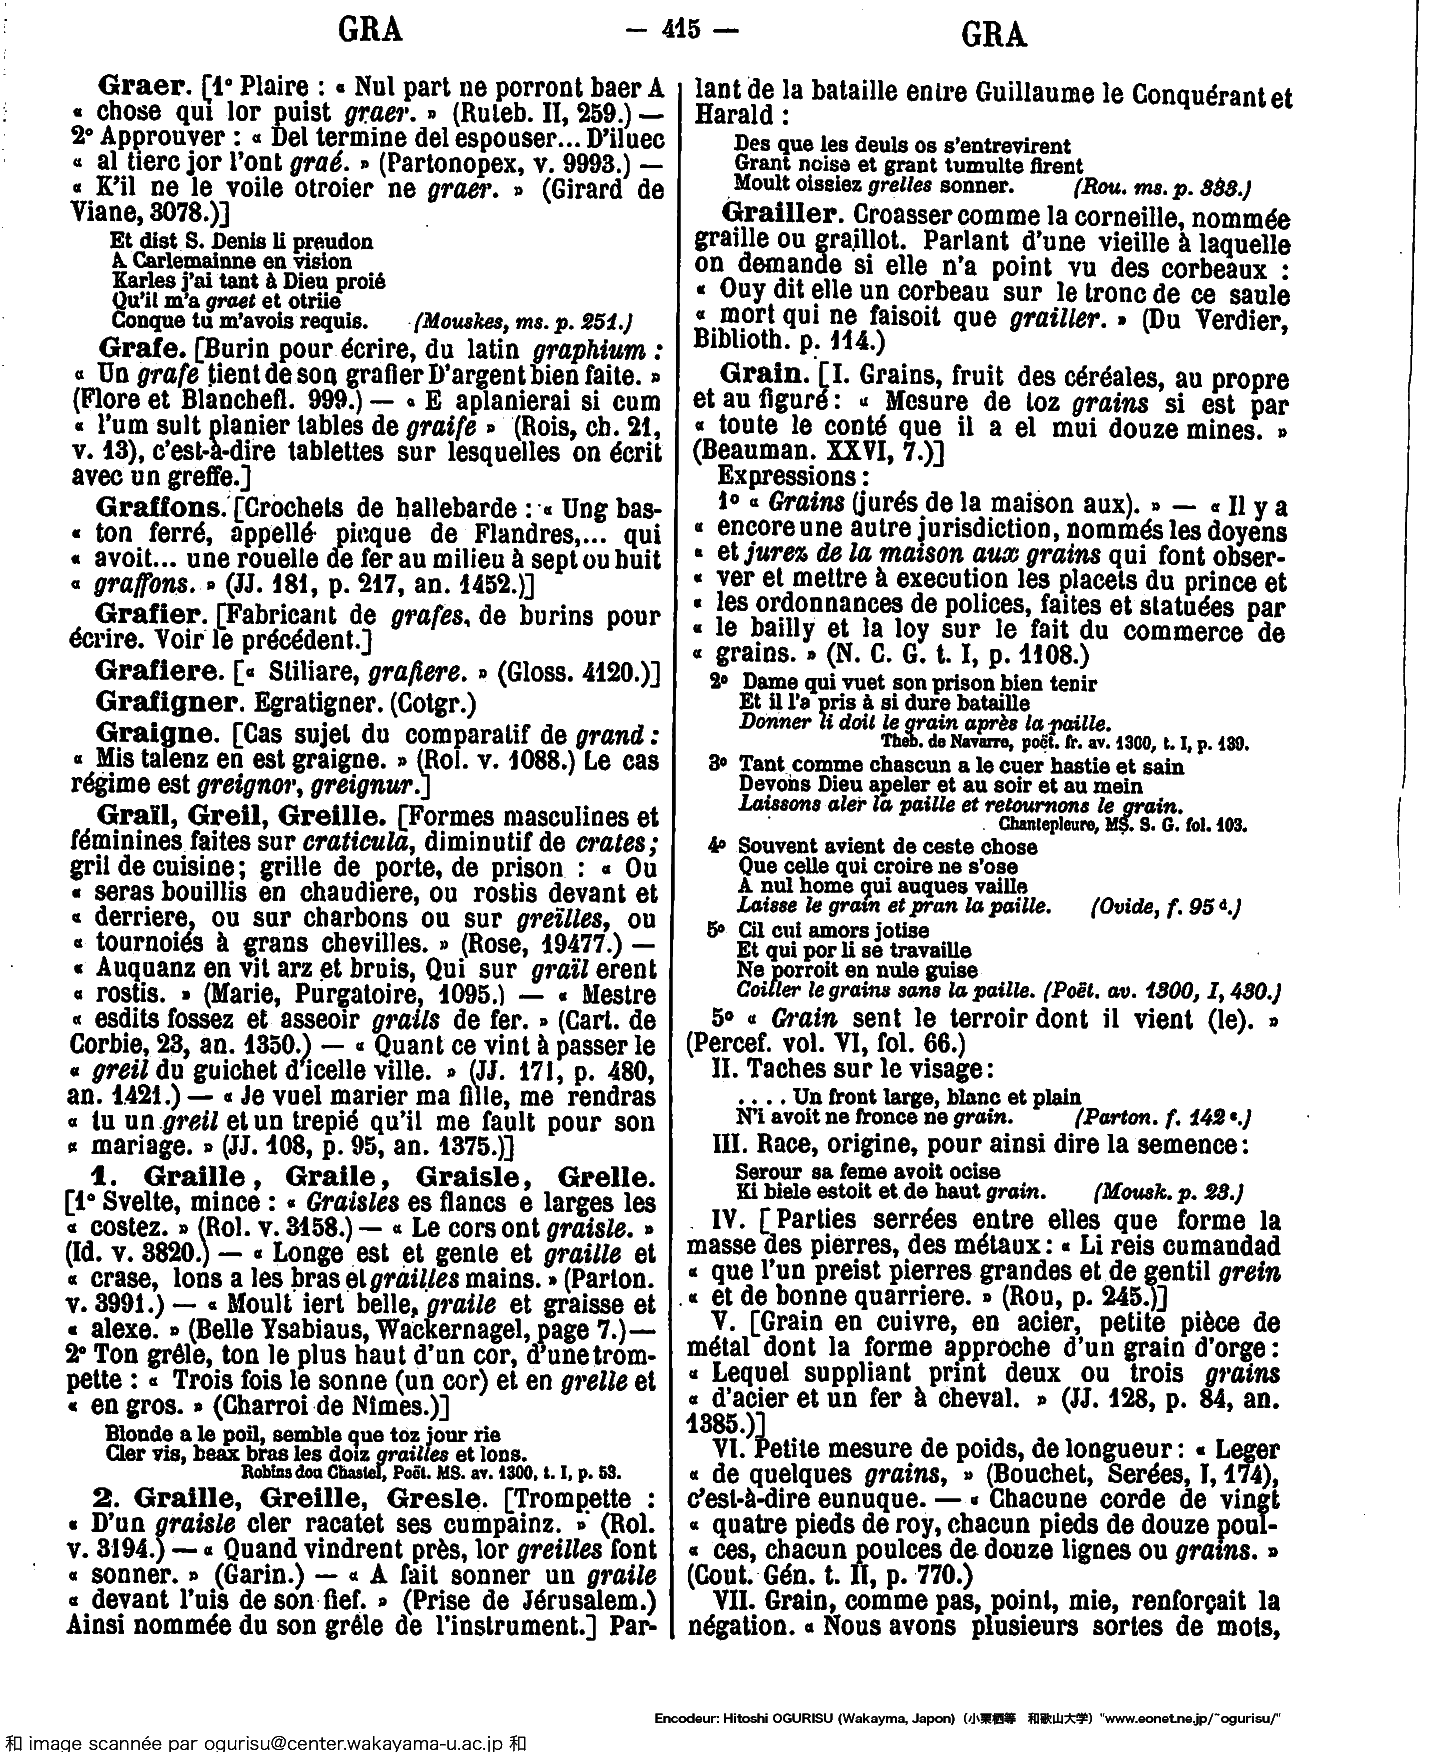 GRA — 415 — GRA
Graer. [1° Plaire : « Nul part ne porront baer A
« chose qui lor puist graer. » (Ruteb. II, 259.) —
2° Approuver : « Del termine del espouser... D'iluec
« al tierc jor l'ont graé. » (Partonopex, v. 9993.) —
« K'il ne le voile otroier ne graer. » (Girard de
Viane, 3078.)]
Et dist S. Denis li preudon
A Carlemainne en vision
Karles j'ai tant à Dieu proié
Qu'il m'a graet et otriie
Conque tu m'avois requis. (Mouskes, ms. p. 251.)
Grafe. [Burin pour écrire, du latin graphium :
« Un grafe tient de son grafier D'argent bien faite. »
(Flore et Blanchefl. 999.) — « E aplanierai si cum
« l'um sult planier tables de graife » (Rois, ch. 21,
v. 13), c'est-à-dire tablettes sur lesquelles on écrit
avec un greffe.]
Graffons. [Crochets de hallebarde : « Ung bas-
« ton ferré, appellé picque de Flandres,... qui
« avoit... une rouelle de fer au milieu à sept ou huit
« graffons. » (JJ. 181, p. 217, an. 1452.)]
Grafier. [Fabricant de grafes, de burins pour
écrire. Voir le précédent.]
Grafiere. [« Stiliare, grafiere. » (Gloss. 4120.)]
Grafigner. Egratigner. (Cotgr.)
Graigne. [Cas sujet du comparatif de grand :
« Mis talenz en est graigne. » (Rol. v. 1088.) Le cas
régime est greignor, greignur.]
Graïl, Greil, Greille. [Formes masculines et
féminines faites sur craticula, diminutif de crates ;
gril de cuisine ; grille de porte, de prison : « Ou
« seras bouillis en chaudiere, ou rostis devant et
« derriere, ou sur charbons ou sur greïlles, ou
« tournoiés à grans chevilles. » (Rose, 19477.) —
« Auquanz en vit arz et bruis, Qui sur graïl erent
« rostis. » (Marie, Purgatoire, 1095.) — « Mestre
« esdits fossez et asseoir grails de fer. » (Cart. de
Corbie, 23, an. 1350.) — « Quant ce vint à passer le
« greil du guichet d'icelle ville. » (JJ. 171, p. 480,
an. 1421.) — « Je vuel marier ma fille, me rendras
« tu un greil et un trepié qu'il me fault pour son
« mariage. » (JJ. 108, p. 95, an. 1375.)]
1. Graille, Graile, Graisle, Grelle.
[1° Svelte, mince : « Graisles es flancs e larges les
« costez. » (Rol. v. 3158.) — « Le cors ont graisle. »
(Id. v. 3820.) — « Longe est et gente et graille et
« crase, lons a les bras et grailles mains. » (Parton.
v. 3991.) — « Moult iert belle, graile et graisse et
« alexe. » (Belle Ysabiaus, Wackernagel, page 7.) —
2° Ton grêle, ton le plus haut d'un cor, d'une trom-
pette : « Trois fois le sonne (un cor) et en grelle et
« en gros. » (Charroi de Nîmes.)]
Blonde a le poil, semble que toz jour rie
Cler vis, beax bras les doiz grailles et lons.
Robins dou Chastel, Poët. MS. av. 1300, t. I, p. 53.
2. Graille, Greille, Gresle. [Trompette :
« D'un graisle cler racatet ses cumpainz. » (Rol.
v. 3194.) — « Quand vindrent près, lor greilles font
« sonner. » (Garin.) — « A fait sonner un graile
« devant l'uis de son fief. » (Prise de Jérusalem.)
Ainsi nommée du son grêle de l'instrument.] Par-
lant de la bataille entre Guillaume le Conquérant et
Harald :
Des que les deuls os s'entrevirent
Grant noise et grant tumulte firent
Moult oissiez grelles sonner. (Rou. ms. p. 333.)
Grailler. Croasser comme la corneille, nommée
graille ou graillot. Parlant d'une vieille à laquelle
on demande si elle n'a point vu des corbeaux :
« Ouy dit elle un corbeau sur le tronc de ce saule
« mort qui ne faisoit que grailler. » (Du Verdier,
Biblioth. p. 114.)
Grain. [I. Grains, fruit des céréales, au propre
et au figuré : « Mesure de toz grains si est par
« toute le conté que il a el mui douze mines. »
(Beauman. XXVI, 7.)]
Expressions :
1° « Grains (jurés de la maison aux). » — « Il y a
« encore une autre jurisdiction, nommés les doyens
« et jurez de la maison aux grains qui font obser-
« ver et mettre à execution les placets du prince et
« les ordonnances de polices, faites et statuées par
« le bailly et la loy sur le fait du commerce de
« grains. » (N. C. G. t. I, p. 1108.)
2° Dame qui vuet son prison bien tenir
Et il l'a pris à si dure bataille
Donner li doit le grain après la paille.
Theb. de Navarre, poët. fr. av. 1300, t. I, p. 139.
3° Tant comme chascun a le cuer hastie et sain
Devons Dieu apeler et au soir et au mein
Laissons aler la paille et retournons le grain.
Chantepleure, MS. S. G. fol. 103.
4° Souvent avient de ceste chose
Que celle qui croire ne s'ose
A nul home qui auques vaille
Laisse le grain et pran la paille. (Ovide, f. 95 d.)
5° Cil cui amors jotise
Et qui por li se travaille
Ne porroit en nule guise
Coiller le grains sans la paille. (Poët. av. 1300, I, 430.)
5° « Grain sent le terroir dont il vient (le). »
(Percef. vol. VI, fol. 66.)
II. Taches sur le visage :
.... Un front large, blanc et plain
N'i avoit ne fronce ne grain. (Parton. f. 142 e.)
III. Race, origine, pour ainsi dire la semence :
Serour sa feme avoit ocise
Ki biele estoit et de haut grain. (Mousk. p. 23.)
IV. [Parties serrées entre elles que forme la
masse des pierres, des métaux : « Li reis cumandad
« que l'un preist pierres grandes et de gentil grein
« et de bonne quarriere. » (Rou, p. 245.)]
V. [Grain en cuivre, en acier, petite pièce de
métal dont la forme approche d'un grain d'orge :
« Lequel suppliant print deux ou trois grains
« d'acier et un fer à cheval. » (JJ. 128, p. 84, an.
1385.)]
VI. Petite mesure de poids, de longueur : « Leger
« de quelques grains, » (Bouchet, Serées, I, 174),
c'est-à-dire eunuque. — « Chacune corde de vingt
« quatre pieds de roy, chacun pieds de douze poul-
« ces, chacun poulces de douze lignes ou grains. »
(Cout. Gén. t. II, p. 770.)
VII. Grain, comme pas, point, mie, renforçait la
négation. « Nous avons plusieurs sortes de mots,
Encodeur: Hitoshi OGURISU (Wakayma, Japon) (小栗栖等 和歌山大学) "www.eonet.ne.jp/~ogurisu/"
和 image scannée par ogurisu@center.wakayama-u.ac.jp 和